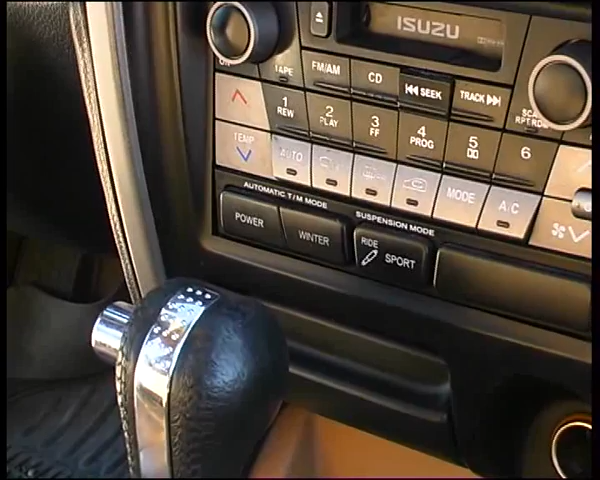 ISUZU
ON
TAPE FM/AM CD SEEK TRACK
1 REW 2 PLAY 3 FF 4 PROG 5 6
TEMP AUTO MODE A/C
AUTOMATIC T/M MODE SUSPENSION MODE
POWER WINTER RIDE SPORT